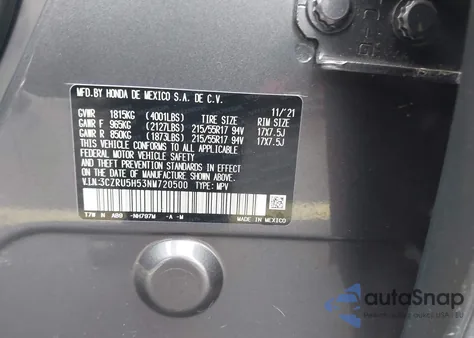 MFD.BY HONDA DE MEXICO S.A. DE C.V.
11/'21
GVWR 1815KG (4001LBS) TIRE SIZE RIM SIZE
GAWR F 965KG (2127LBS) 215/55R17 94V 17X7.5J
GAWR R 850KG (1873LBS) 215/55R17 94V 17X7.5J
THIS VEHICLE CONFORMS TO ALL APPLICABLE
FEDERAL MOTOR VEHICLE SAFETY AND
THEFT PREVENTION STANDARDS IN EFFECT ON
THE DATE OF MANUFACTURE SHOWN ABOVE.
V.I.N.:3CZRU5H53NM720500 TYPE: MPV
T7W N AB9 -NH797M -A -M
MADE IN MEXICO
autoSnap